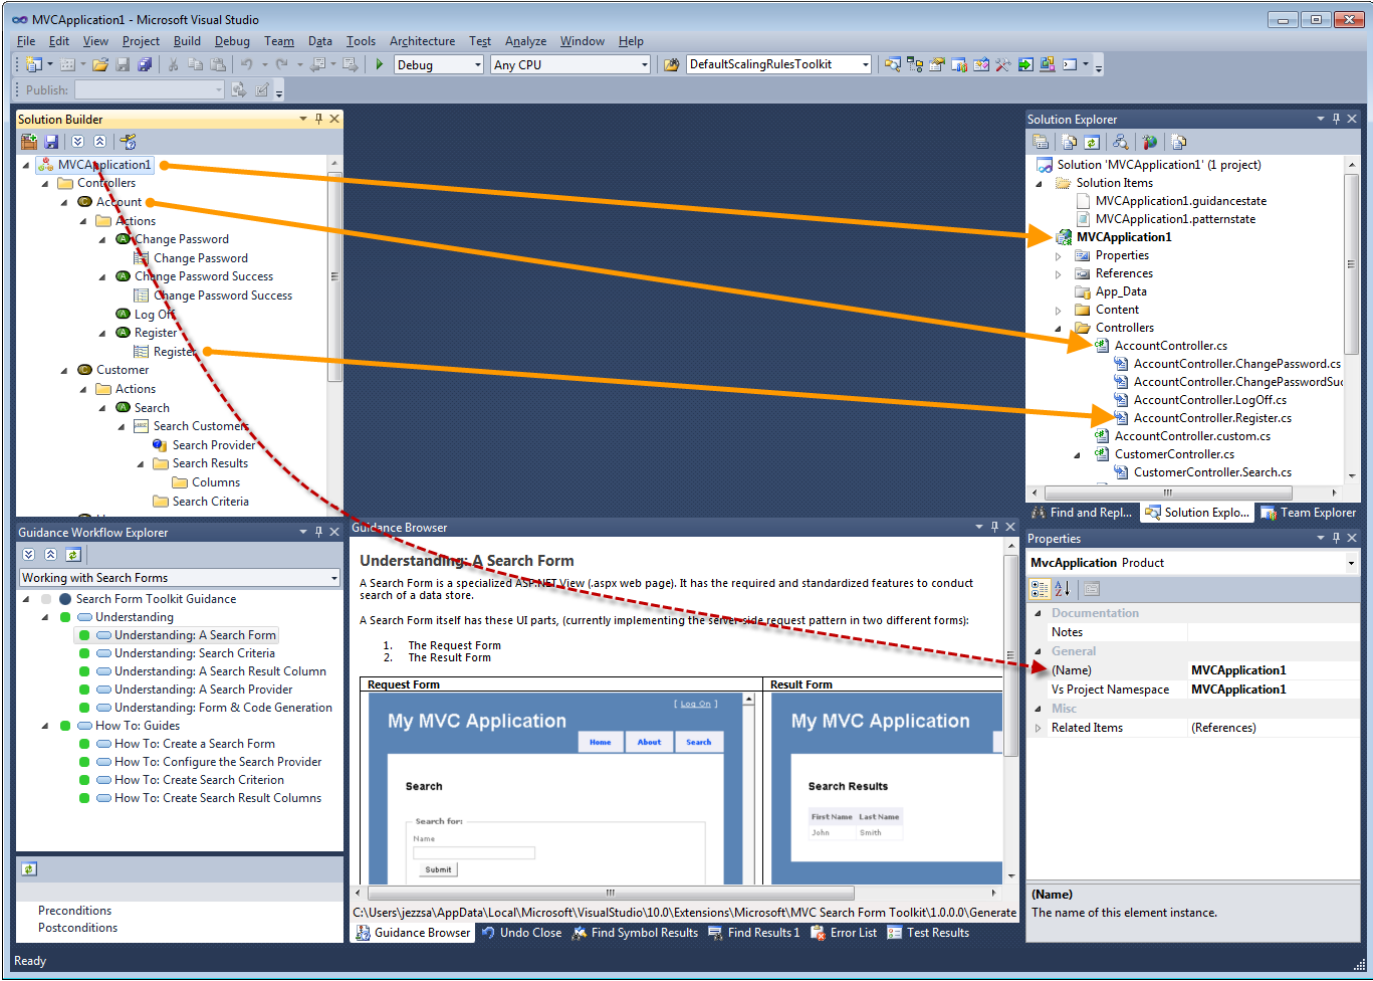 MVCApplication1 - Microsoft Visual Studio
File Edit View Project Build Debug Team Data Tools Architecture Test Analyze Window Help
Debug Any CPU DefaultScalingRulesToolkit
Publish:
Solution Builder
MVCApplication1
Controllers
Account
Actions
Change Password
Change Password
Change Password Success
Change Password Success
Log Off
Register
Register
Customer
Actions
Search
Search Customers
Search Provider
Search Results
Columns
Search Criteria
Guidance Workflow Explorer
Working with Search Forms
Search Form Toolkit Guidance
Understanding
Understanding: A Search Form
Understanding: Search Criteria
Understanding: A Search Result Column
Understanding: A Search Provider
Understanding: Form & Code Generation
How To: Guides
How To: Create a Search Form
How To: Configure the Search Provider
How To: Create Search Criterion
How To: Create Search Result Columns
Preconditions
Postconditions
Guidance Browser
Understanding: A Search Form
A Search Form is a specialized ASP.NET View (.aspx web page). It has the required and standardized features to conduct
search of a data store.
A Search Form itself has these UI parts, (currently implementing the server-side request pattern in two different forms):
1. The Request Form
2. The Result Form
Request Form Result Form
[ Log On ]
My MVC Application
Home About Search
Search
Search for:
Name
Submit
My MVC Application
Search Results
First Name Last Name
John Smith
C:\Users\jezzsa\AppData\Local\Microsoft\VisualStudio\10.0\Extensions\Microsoft\MVC Search Form Toolkit\1.0.0.0\Generate
Guidance Browser Undo Close Find Symbol Results Find Results 1 Error List Test Results
Solution Explorer
Solution 'MVCApplication1' (1 project)
Solution Items
MVCApplication1.guidancestate
MVCApplication1.patternstate
MVCApplication1
Properties
References
App_Data
Content
Controllers
AccountController.cs
AccountController.ChangePassword.cs
AccountController.ChangePasswordSuc
AccountController.LogOff.cs
AccountController.Register.cs
AccountController.custom.cs
CustomerController.cs
CustomerController.Search.cs
Find and Repl... Solution Explo... Team Explorer
Properties
MvcApplication Product
Documentation
Notes
General
(Name) MVCApplication1
Vs Project Namespace MVCApplication1
Misc
Related Items (References)
(Name)
The name of this element instance.
Ready